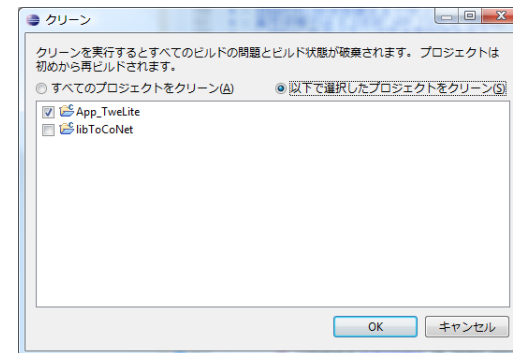 クリーン
クリーンを実行するとすべてのビルドの問題とビルド状態が破棄されます。 プロジェクトは
初めから再ビルドされます。
すべてのプロジェクトをクリーン(A) 以下で選択したプロジェクトをクリーン(S)
App_TweLite
libToCoNet
OK キャンセル